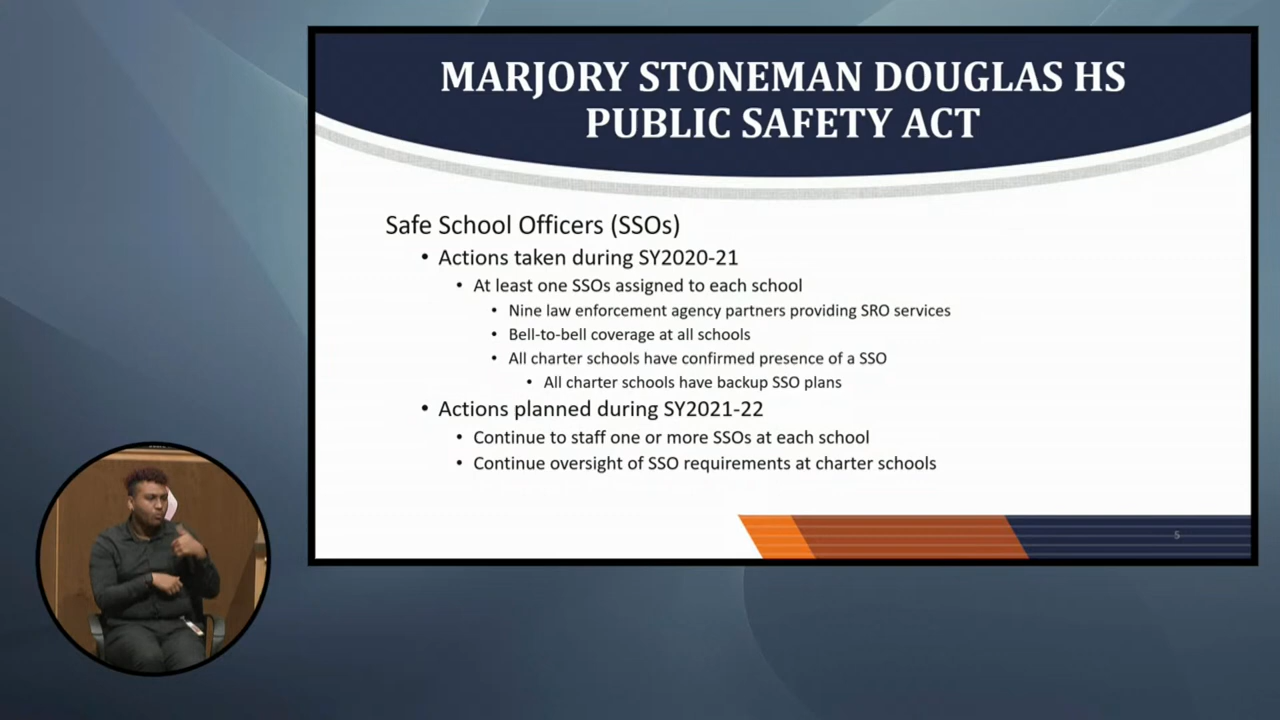 MARJORY STONEMAN DOUGLAS HS
PUBLIC SAFETY ACT
Safe School Officers (SSOs)
• Actions taken during SY2020-21
• At least one SSOs assigned to each school
• Nine law enforcement agency partners providing SRO services
• Bell-to-bell coverage at all schools
• All charter schools have confirmed presence of a SSO
• All charter schools have backup SSO plans
• Actions planned during SY2021-22
• Continue to staff one or more SSOs at each school
• Continue oversight of SSO requirements at charter schools
5